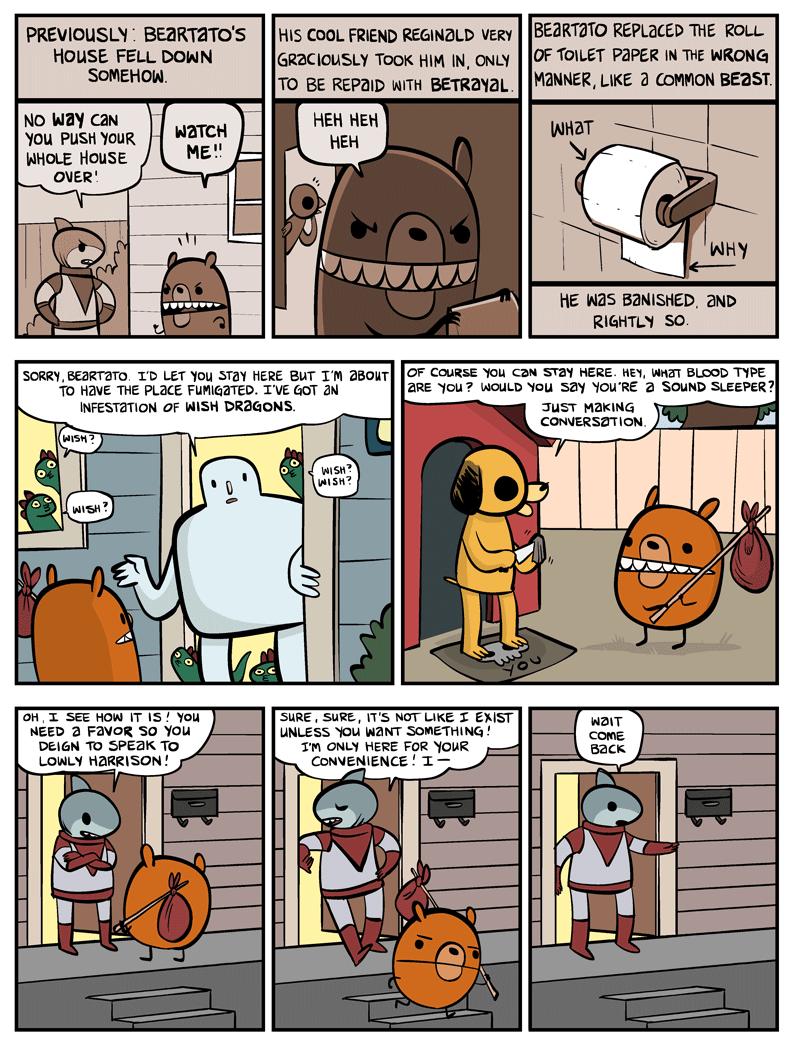 PREVIOUSLY: BEARTATO'S
HOUSE FELL DOWN
SOMEHOW.
NO WAY CAN
YOU PUSH YOUR
WHOLE HOUSE
OVER!
WATCH
ME!!
HIS COOL FRIEND REGINALD VERY
GRACIOUSLY TOOK HIM IN, ONLY
TO BE REPAID WITH BETRAYAL.
HEH HEH
HEH
BEARTATO REPLACED THE ROLL
OF TOILET PAPER IN THE WRONG
MANNER, LIKE A COMMON BEAST.
WHAT
WHY
HE WAS BANISHED, AND
RIGHTLY SO.
SORRY, BEARTATO. I'D LET YOU STAY HERE BUT I'M ABOUT
TO HAVE THE PLACE FUMIGATED. I'VE GOT AN
INFESTATION OF WISH DRAGONS.
WISH?
WISH?
WISH?
WISH?
OF COURSE YOU CAN STAY HERE. HEY, WHAT BLOOD TYPE
ARE YOU? WOULD YOU SAY YOU'RE A SOUND SLEEPER?
JUST MAKING
CONVERSATION.
YOU
OH, I SEE HOW IT IS! YOU
NEED A FAVOR SO YOU
DEIGN TO SPEAK TO
LOWLY HARRISON!
SURE, SURE, IT'S NOT LIKE I EXIST
UNLESS YOU WANT SOMETHING!
I'M ONLY HERE FOR YOUR
CONVENIENCE! I—
WAIT
COME
BACK